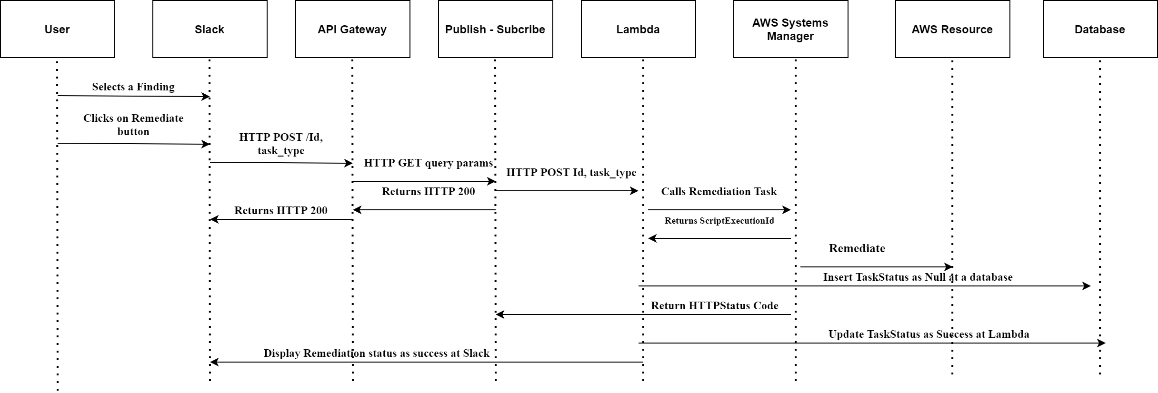 User
Slack
API Gateway
Publish - Subcribe
Lambda
AWS Systems
Manager
AWS Resource
Database
Selects a Finding
Clicks on Remediate
button
HTTP POST /Id,
task_type
HTTP GET query params
HTTP POST Id, task_type
Returns HTTP 200
Calls Remediation Task
Returns HTTP 200
Returns ScriptExecutionId
Remediate
Insert TaskStatus as Null at a database
Return HTTPStatus Code
Update TaskStatus as Success at Lambda
Display Remediation status as success at Slack